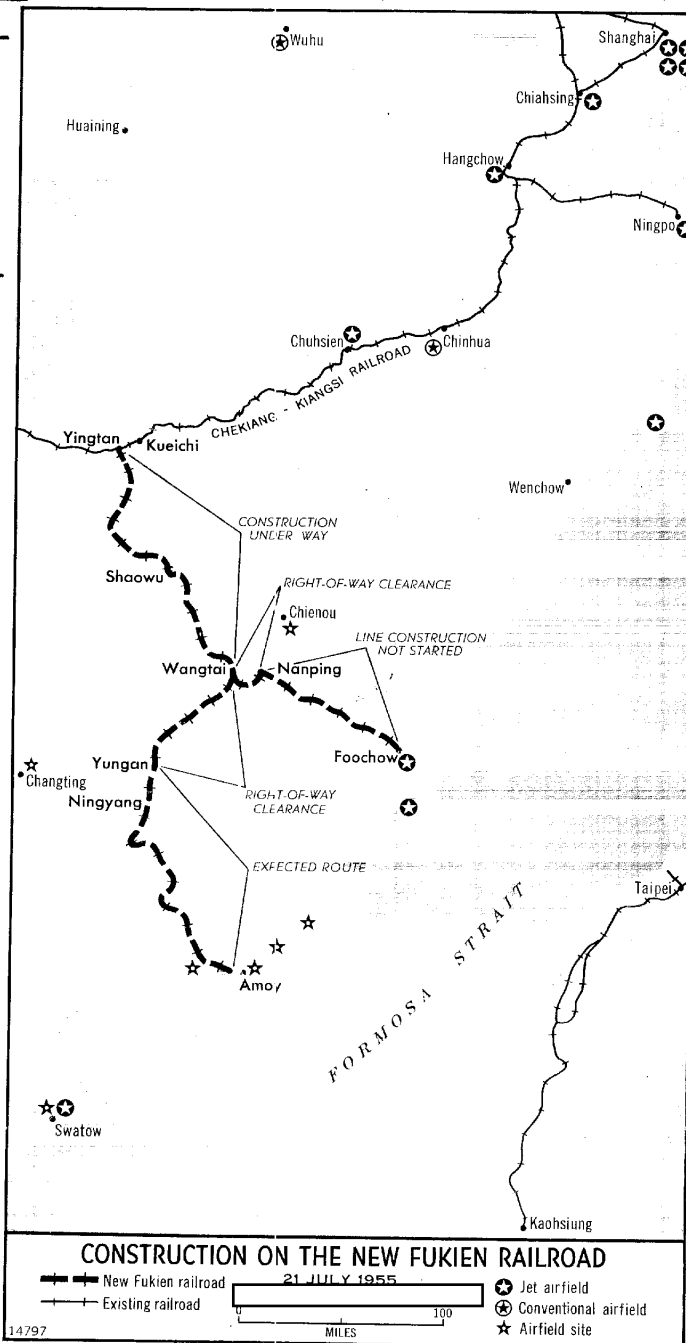 Wuhu
Shanghai
Chiahsing
Huaining
Hangchow
Ningpo
Chuhsien
Chinhua
CHEKIANG - KIANGSI RAILROAD
Yingtan
Kueichi
Wenchow
CONSTRUCTION
UNDER WAY
Shaowu
RIGHT-OF-WAY CLEARANCE
Chienou
LINE CONSTRUCTION
NOT STARTED
Wangtai
Nanping
Foochow
Yungan
Changting
Ningyang
RIGHT-OF-WAY
CLEARANCE
EXPECTED ROUTE
Taipei
FORMOSA STRAIT
Amoy
Swatow
Kaohsiung
CONSTRUCTION ON THE NEW FUKIEN RAILROAD
21 JULY 1955
New Fukien railroad
Existing railroad
0 100
MILES
Jet airfield
Conventional airfield
Airfield site
14797